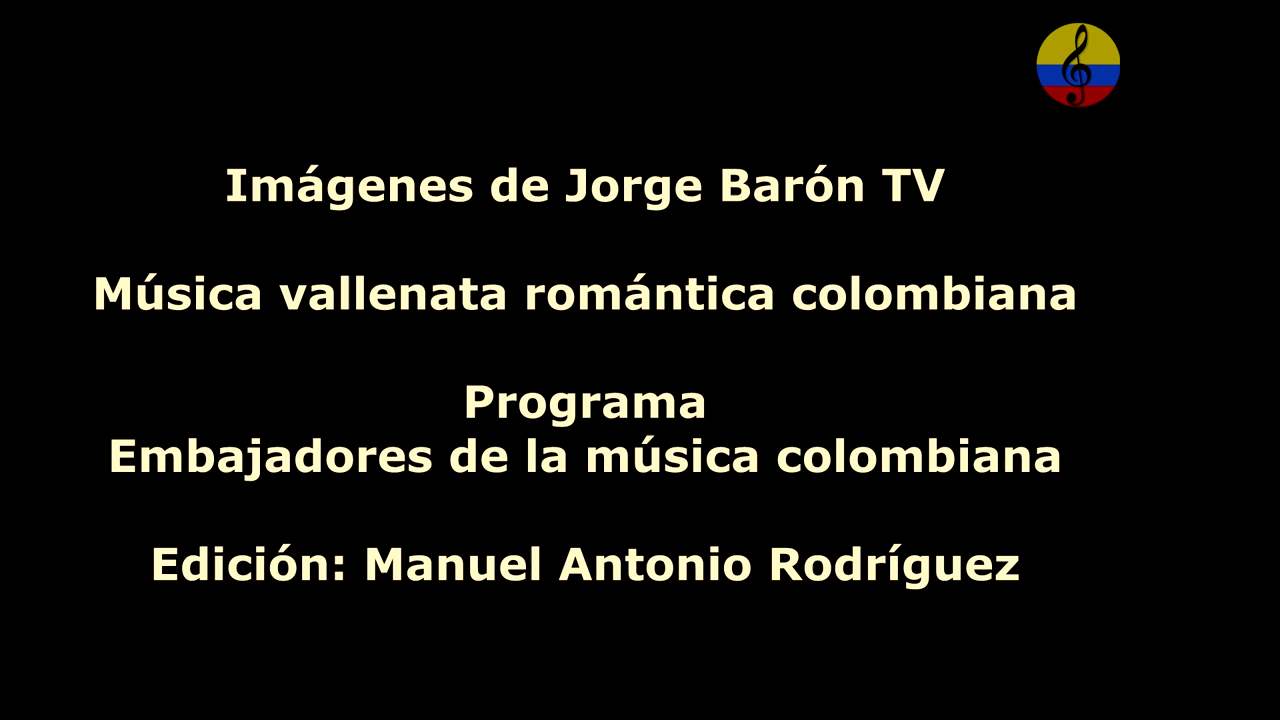 Imágenes de Jorge Barón TV
Música vallenata romántica colombiana
Programa
Embajadores de la música colombiana
Edición: Manuel Antonio Rodríguez